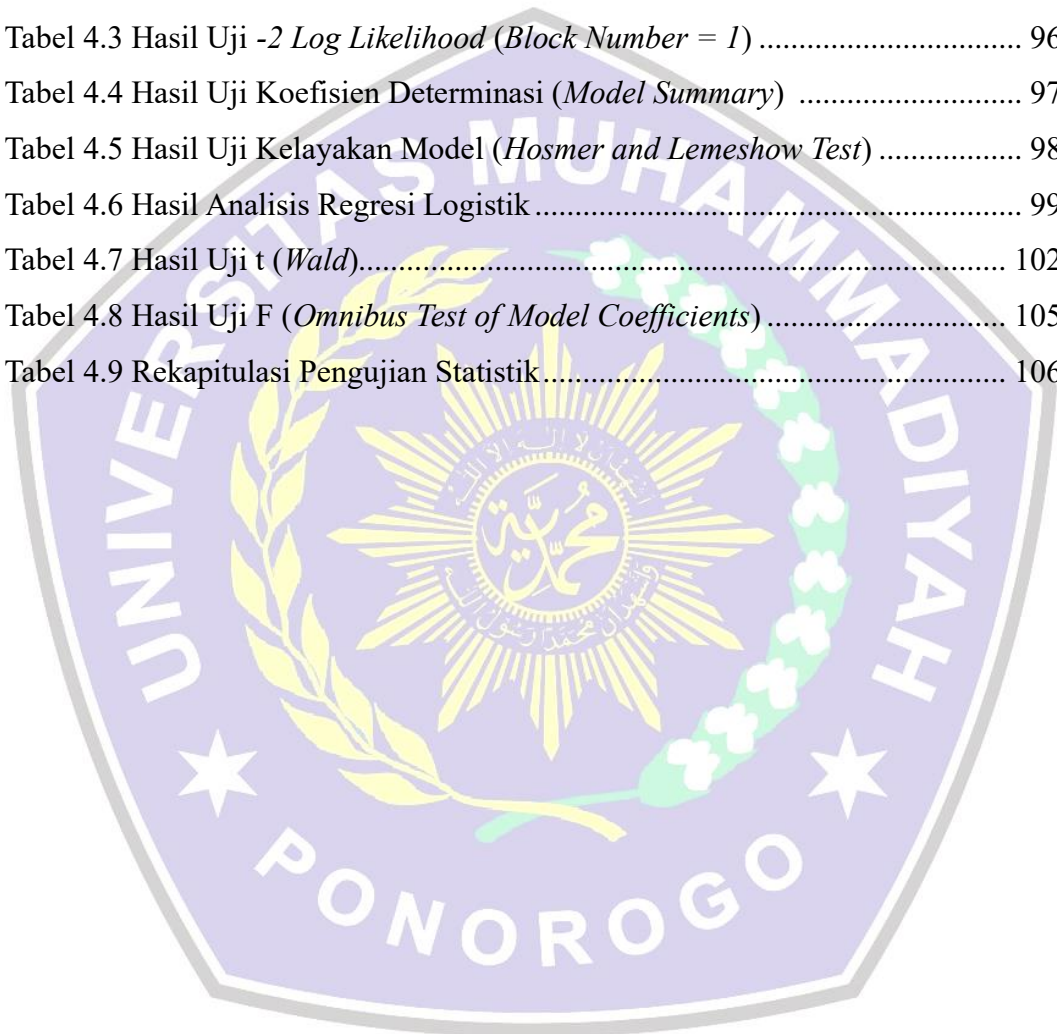 Tabel 4.3 Hasil Uji -2 Log Likelihood (Block Number = 1) .............................. 96
Tabel 4.4 Hasil Uji Koefisien Determinasi (Model Summary) ......................... 97
Tabel 4.5 Hasil Uji Kelayakan Model (Hosmer and Lemeshow Test) ................ 98
Tabel 4.6 Hasil Analisis Regresi Logistik ........................................................ 99
Tabel 4.7 Hasil Uji t (Wald).......................................................................... 102
Tabel 4.8 Hasil Uji F (Omnibus Test of Model Coefficients) ........................... 105
Tabel 4.9 Rekapitulasi Pengujian Statistik ..................................................... 106
UNIVERSITAS MUHAMMADIYAH
PONOROGO
محمدية